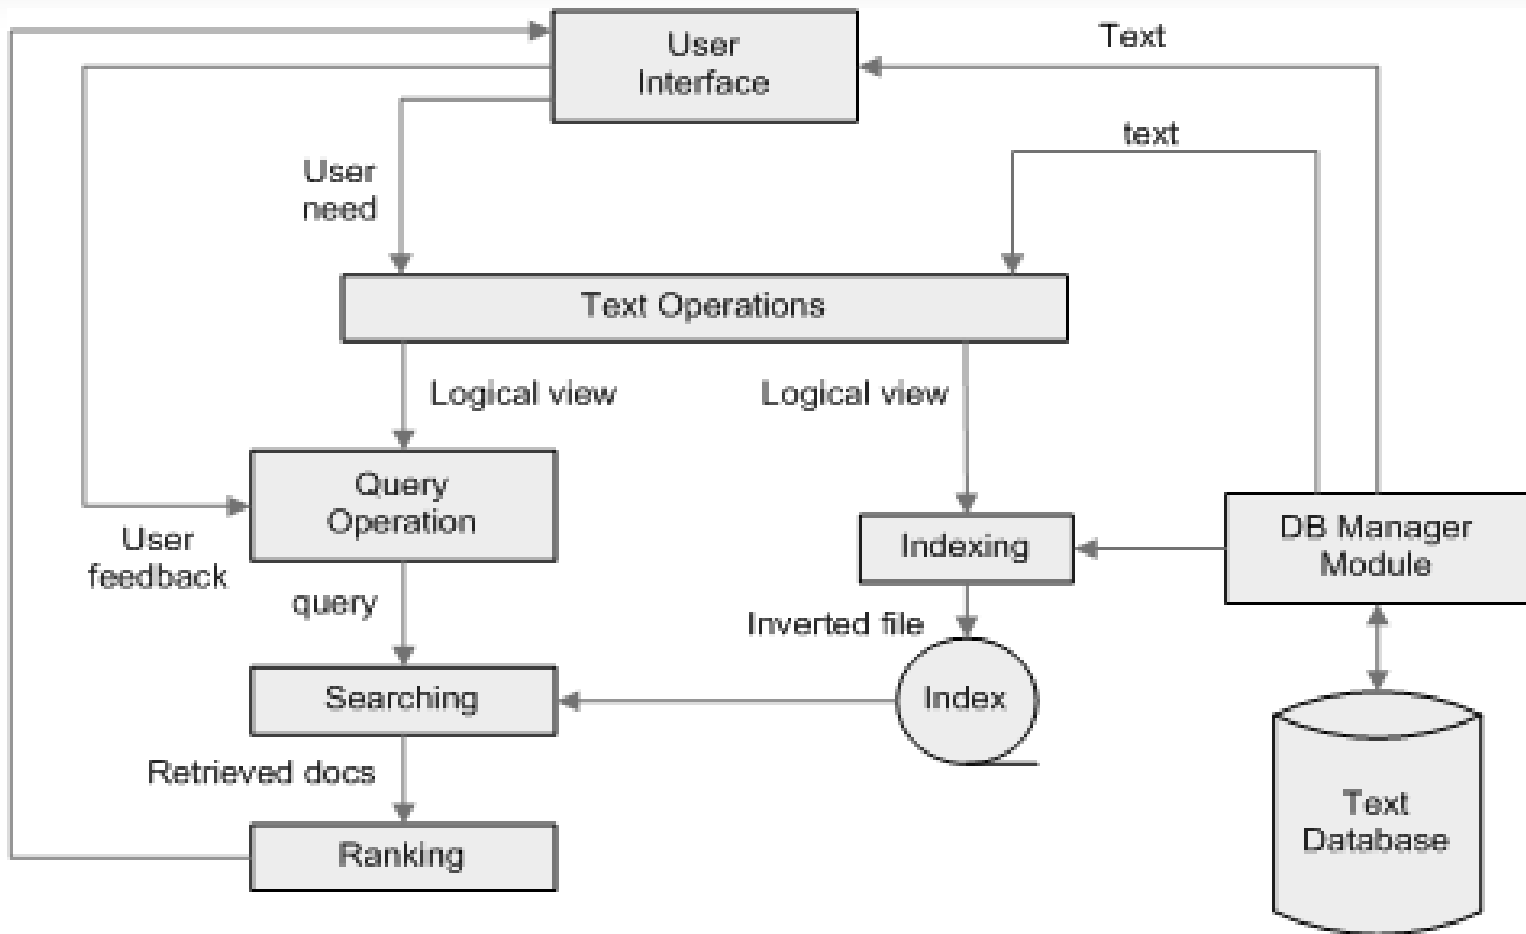 User
Interface
Text
text
User
need
Text Operations
Logical view
Logical view
Query
Operation
User
feedback
Indexing
DB Manager
Module
query
Inverted file
Searching
Index
Retrieved docs
Text
Database
Ranking